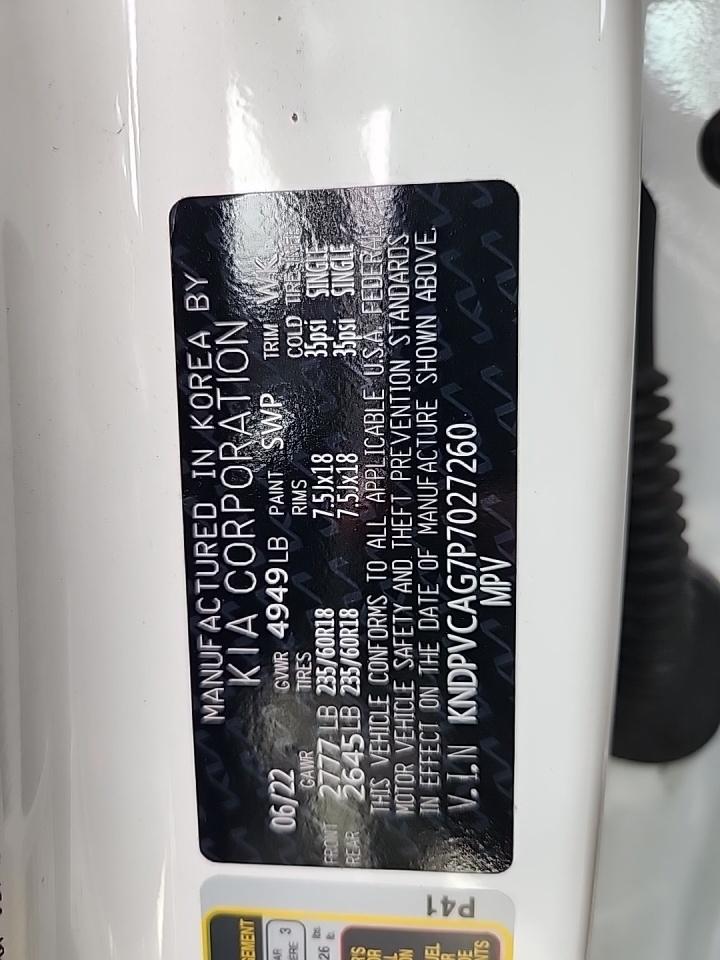 MANUFACTURED IN KOREA BY
KIA CORPORATION
06/22 GVWR 4949 LB PAINT SWP TRIM WK
GAWR TIRES RIMS COLD TIRES
FRONT 2777 LB 235/60R18 7.5Jx18 35psi SINGLE
REAR 2645 LB 235/60R18 7.5Jx18 35psi SINGLE
THIS VEHICLE CONFORMS TO ALL APPLICABLE U.S.A. FEDERAL
MOTOR VEHICLE SAFETY AND THEFT PREVENTION STANDARDS
IN EFFECT ON THE DATE OF MANUFACTURE SHOWN ABOVE.
V.I.N KNDPVCAG7P7027260
MPV
P41